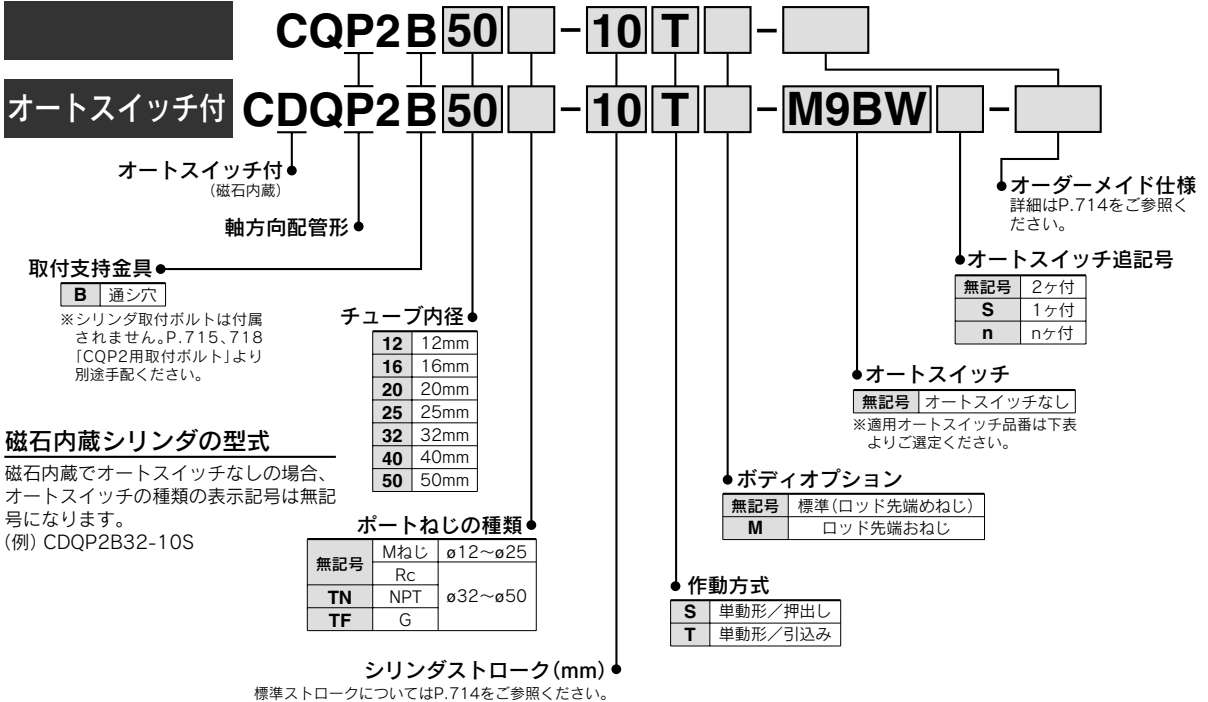 CQP2B50 -10T -
オートスイッチ付 CDQP2B50 -10T -M9BW -
オートスイッチ付
(磁石内蔵)
軸方向配管形
取付支持金具
B 通シ穴
※シリンダ取付ボルトは付属
されません。P.715、718
「CQP2用取付ボルト」より
別途手配ください。
チューブ内径
12 12mm
16 16mm
20 20mm
25 25mm
32 32mm
40 40mm
50 50mm
磁石内蔵シリンダの型式
磁石内蔵でオートスイッチなしの場合、
オートスイッチの種類の表示記号は無記
号になります。
(例) CDQP2B32-10S
ポートねじの種類
無記号 Mねじ ø12〜ø25
Rc ø32〜ø50
TN NPT
TF G
シリンダストローク(mm)
標準ストロークについてはP.714をご参照ください。
作動方式
S 単動形/押出し
T 単動形/引込み
ボディオプション
無記号 標準(ロッド先端めねじ)
M ロッド先端おねじ
オートスイッチ
無記号 オートスイッチなし
※適用オートスイッチ品番は下表
よりご選定ください。
オートスイッチ追記号
無記号 2ヶ付
S 1ヶ付
n nヶ付
オーダーメイド仕様
詳細はP.714をご参照く
ださい。